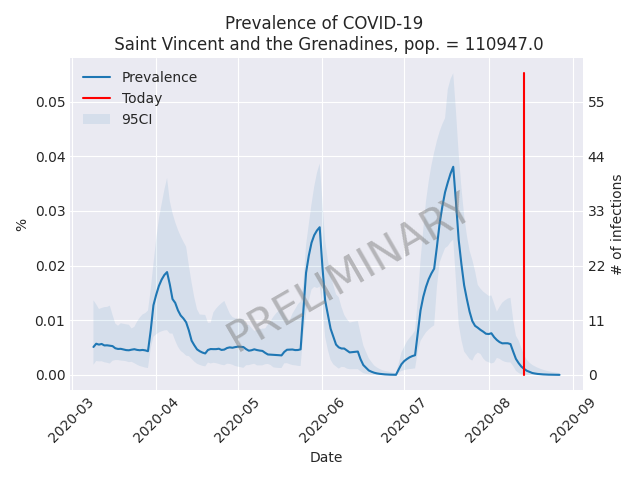 Prevalence of COVID-19
Saint Vincent and the Grenadines, pop. = 110947.0
Prevalence
Today
95CI
0.05
0.04
0.03
0.02
0.01
0.00
%
55
44
33
22
11
0
# of infections
PRELIMINARY
2020-03
2020-04
2020-05
2020-06
2020-07
2020-08
2020-09
Date